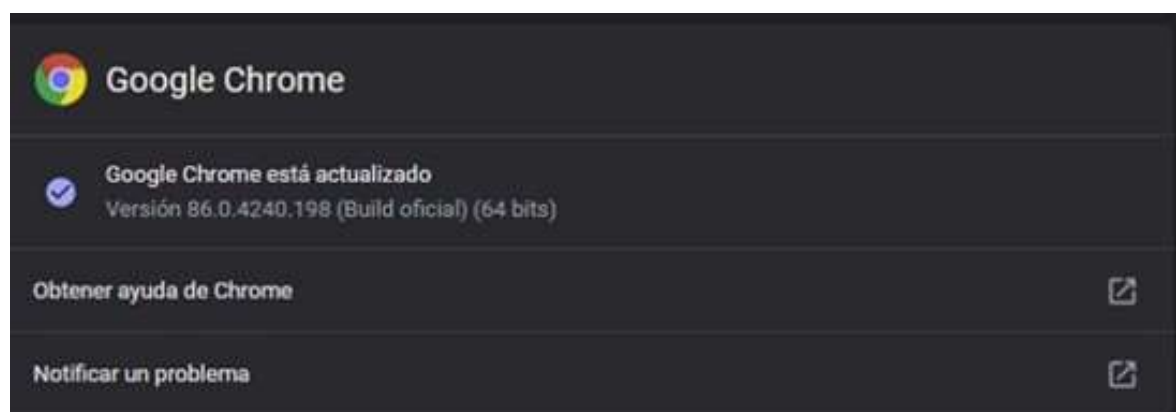 Google Chrome
Google Chrome está actualizado
Versión 86.0.4240.198 (Build oficial) (64 bits)
Obtener ayuda de Chrome
Notificar un problema